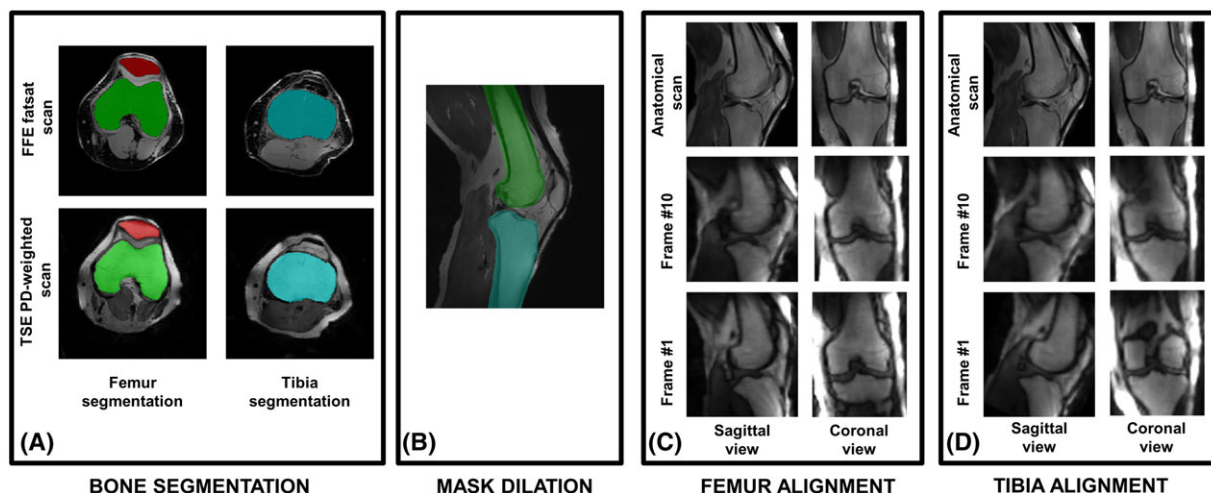 FFE fatsat
scan
TSE PD-weighted
scan
Femur
segmentation
Tibia
segmentation
(A)
BONE SEGMENTATION
(B)
MASK DILATION
Anatomical
scan
Frame #10
Frame #1
Sagittal
view
Coronal
view
(C)
FEMUR ALIGNMENT
Anatomical
scan
Frame #10
Frame #1
Sagittal
view
Coronal
view
(D)
TIBIA ALIGNMENT